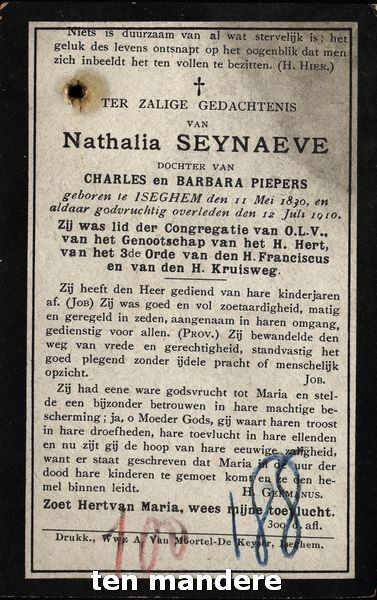 Niets is duurzaam van al wat stervelijk is; het
geluk des levens ontsnapt op het oogenblik dat men
zich inbeeldt het ten vollen te bezitten. (H. HIER.)
✝
TER ZALIGE GEDACHTENIS
VAN
Nathalia SEYNAEVE
DOCHTER VAN
CHARLES en BARBARA PIEPERS
geboren te ISEGHEM den 11 Mei 1830, en
aldaar godvruchtig overleden den 12 Juli 1910.
Zij was lid der Congregatie van O.L.V.,
van het Genootschap van het H. Hert,
van het 3de Orde van den H. Franciscus
en van den H. Kruisweg.
Zij heeft den Heer gediend van hare kinderjaren
af. (JOB) Zij was goed en vol zoetaardigheid, matig
en geregeld in zeden, aangenaam in haren omgang,
gedienstig voor allen. (PROV.) Zij bewandelde den
weg van vrede en gerechtigheid, standvastig het
goed plegend zonder ijdele pracht of menschelijk
opzicht. JOB.
Zij had eene ware godsvrucht tot Maria en stel-
de een bijzonder betrouwen in hare machtige be-
scherming; ja, o Moeder Gods, gij waart haren troost
in hare droefheden, hare toevlucht in hare ellenden
en nu zijt gij de hoop van hare eeuwige zaligheid,
want er staat geschreven dat Maria in de uur der
dood hare kinderen te gemoet komt en ze den he-
mel binnen leidt. H. GERMANUS.
Zoet Hert van Maria, wees mijne toevlucht.
300 d. afl.
Drukk., Wwe A. Van Moortel-De Keyser, Iseghem.
100
188
ten mandere